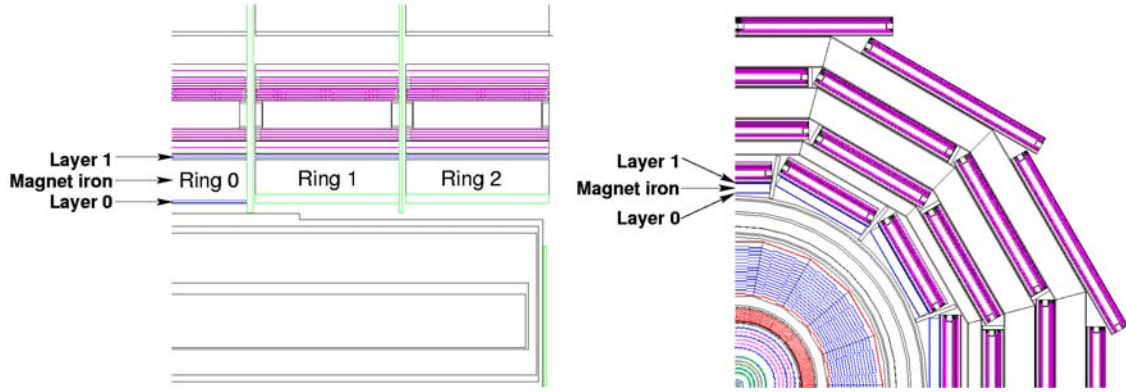 Layer 1
Magnet iron
Layer 0
Ring 0
Ring 1
Ring 2
Layer 1
Magnet iron
Layer 0